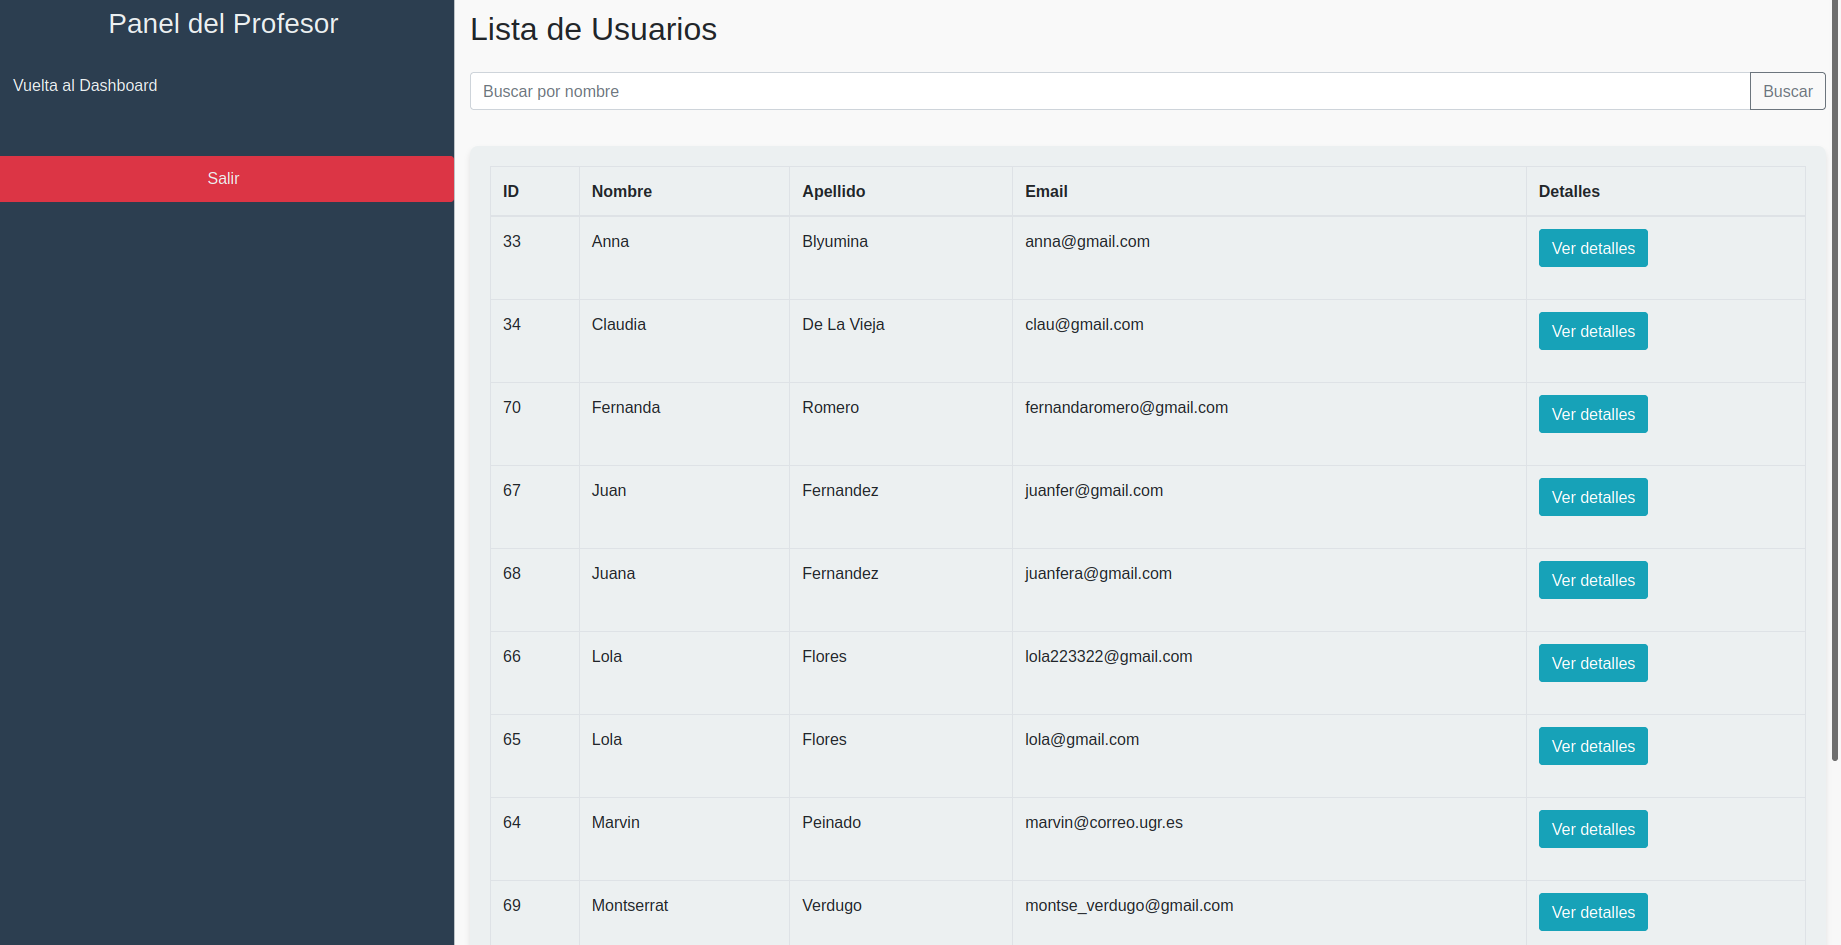 Panel del Profesor
Vuelta al Dashboard
Salir
Lista de Usuarios
Buscar por nombre Buscar
ID Nombre Apellido Email Detalles
33 Anna Blyumina anna@gmail.com Ver detalles
34 Claudia De La Vieja clau@gmail.com Ver detalles
70 Fernanda Romero fernandaromero@gmail.com Ver detalles
67 Juan Fernandez juanfer@gmail.com Ver detalles
68 Juana Fernandez juanfera@gmail.com Ver detalles
66 Lola Flores lola223322@gmail.com Ver detalles
65 Lola Flores lola@gmail.com Ver detalles
64 Marvin Peinado marvin@correo.ugr.es Ver detalles
69 Montserrat Verdugo montse_verdugo@gmail.com Ver detalles